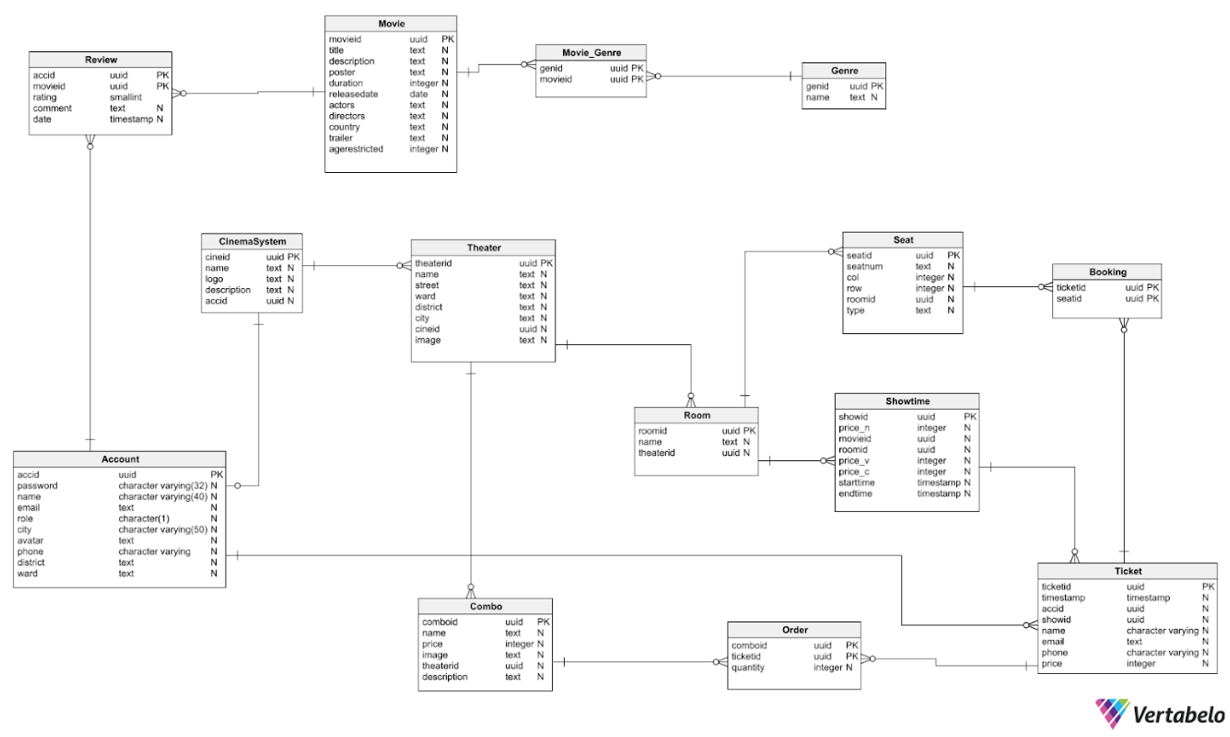 Movie
movieid uuid PK
title text N
description text N
poster text N
duration integer N
releasedate date N
actors text N
directors text N
country text N
trailer text N
agerestricted integer N
Review
accid uuid PK
movieid uuid PK
rating smallint
comment text N
date timestamp N
Movie_Genre
genid uuid PK
movieid uuid PK
Genre
genid uuid PK
name text N
CinemaSystem
cineid uuid PK
name text N
logo text N
description text N
accid uuid N
Theater
theaterid uuid PK
name text N
street text N
ward text N
district text N
city text N
cineid uuid N
image text N
Seat
seatid uuid PK
seatnum text N
col integer N
row integer N
roomid uuid N
type text N
Booking
ticketid uuid PK
seatid uuid PK
Room
roomid uuid PK
name text N
theaterid uuid N
Showtime
showid uuid PK
price_n integer N
movieid uuid N
roomid uuid N
price_v integer N
price_c integer N
starttime timestamp N
endtime timestamp N
Account
accid uuid PK
password character varying(32) N
name character varying(40) N
email text N
role character(1) N
city character varying(50) N
avatar text N
phone character varying N
district text N
ward text N
Combo
comboid uuid PK
name text N
price integer N
image text N
theaterid uuid N
description text N
Order
comboid uuid PK
ticketid uuid PK
quantity integer N
Ticket
ticketid uuid PK
timestamp timestamp N
accid uuid N
showid uuid N
name character varying N
email text N
phone character varying N
price integer N
Vertabelo